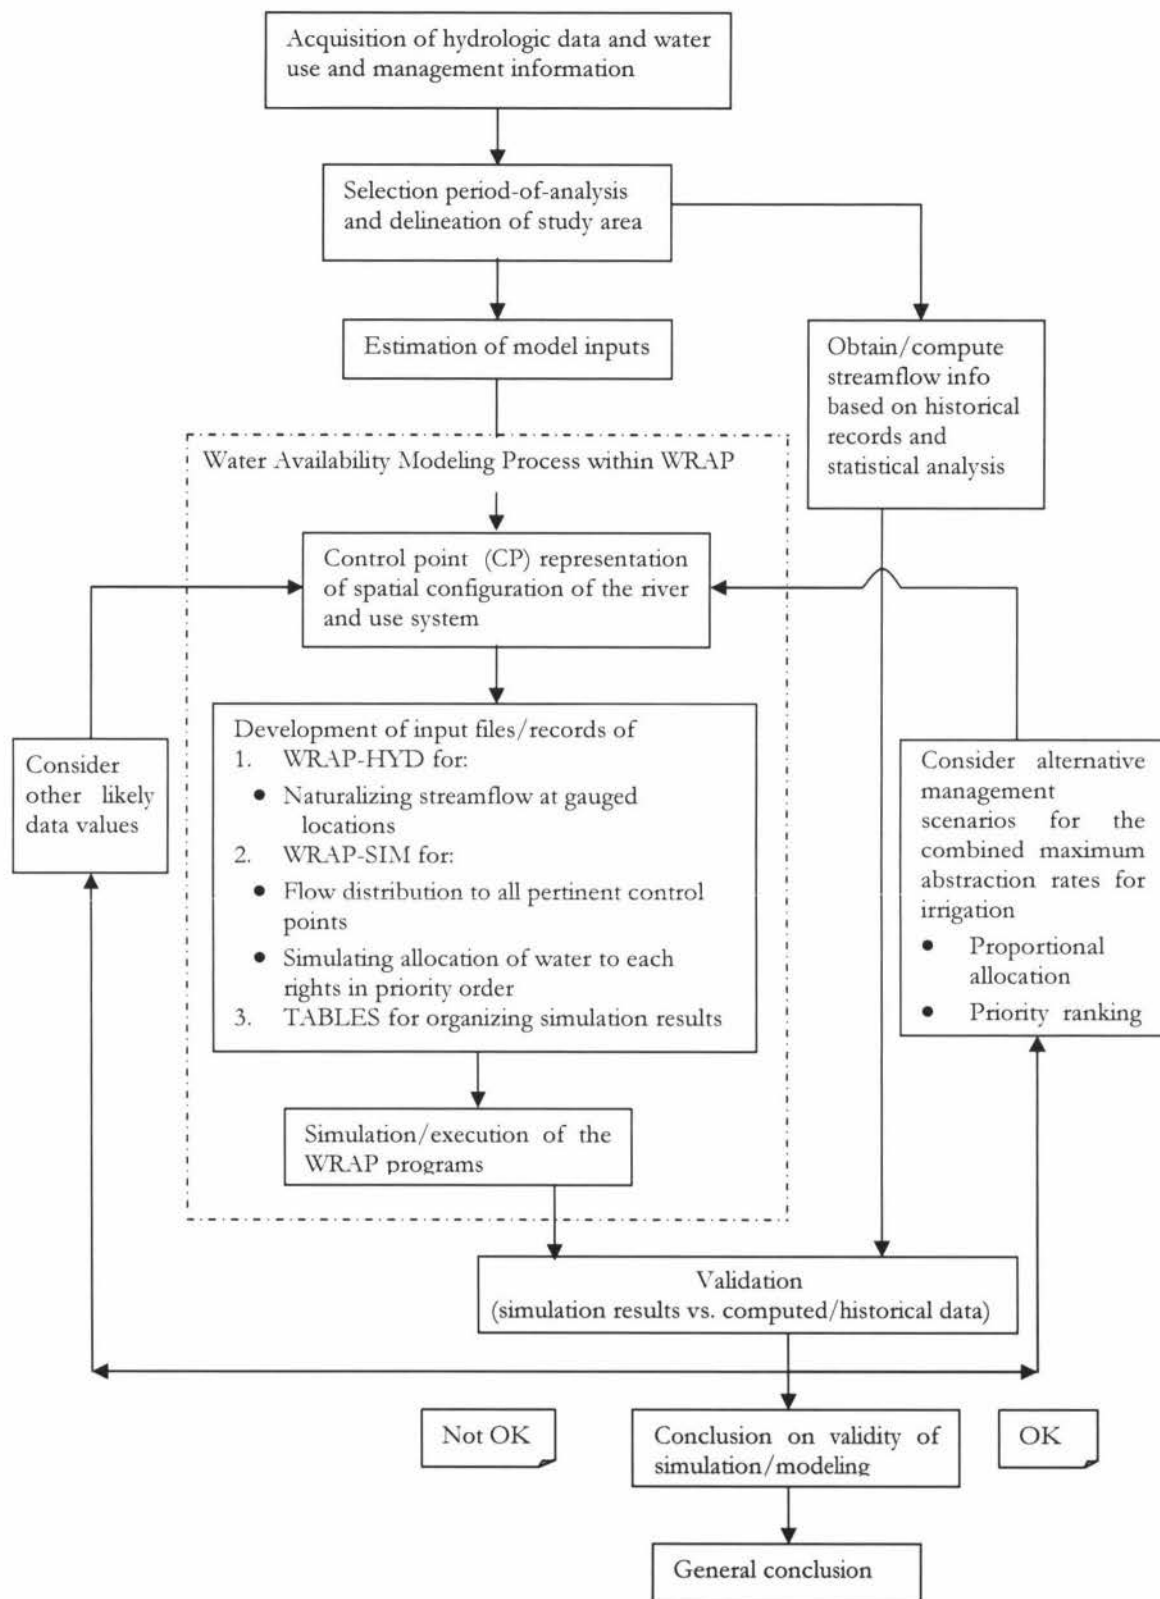 Acquisition of hydrologic data and water
use and management information
Selection period-of-analysis
and delineation of study area
Estimation of model inputs
Obtain/compute
streamflow info
based on historical
records and
statistical analysis
Water Availability Modeling Process within WRAP
Control point (CP) representation
of spatial configuration of the river
and use system
Development of input files/records of
1. WRAP-HYD for:
• Naturalizing streamflow at gauged
locations
2. WRAP-SIM for:
• Flow distribution to all pertinent control
points
• Simulating allocation of water to each
rights in priority order
3. TABLES for organizing simulation results
Consider
other likely
data values
Consider alternative
management
scenarios for the
combined maximum
abstraction rates for
irrigation
• Proportional
allocation
• Priority ranking
Simulation/execution of the
WRAP programs
Validation
(simulation results vs. computed/historical data)
Not OK
Conclusion on validity of
simulation/modeling
OK
General conclusion